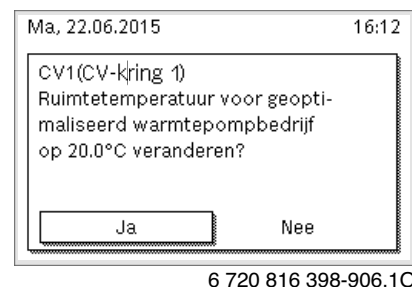 Ma, 22.06.2015 16:12
CV1(CV-kring 1)
Ruimtetemperatuur voor geopti-
maliseerd warmtepompbedrijf
op 20.0°C veranderen?
Ja Nee
6 720 816 398-906.1O